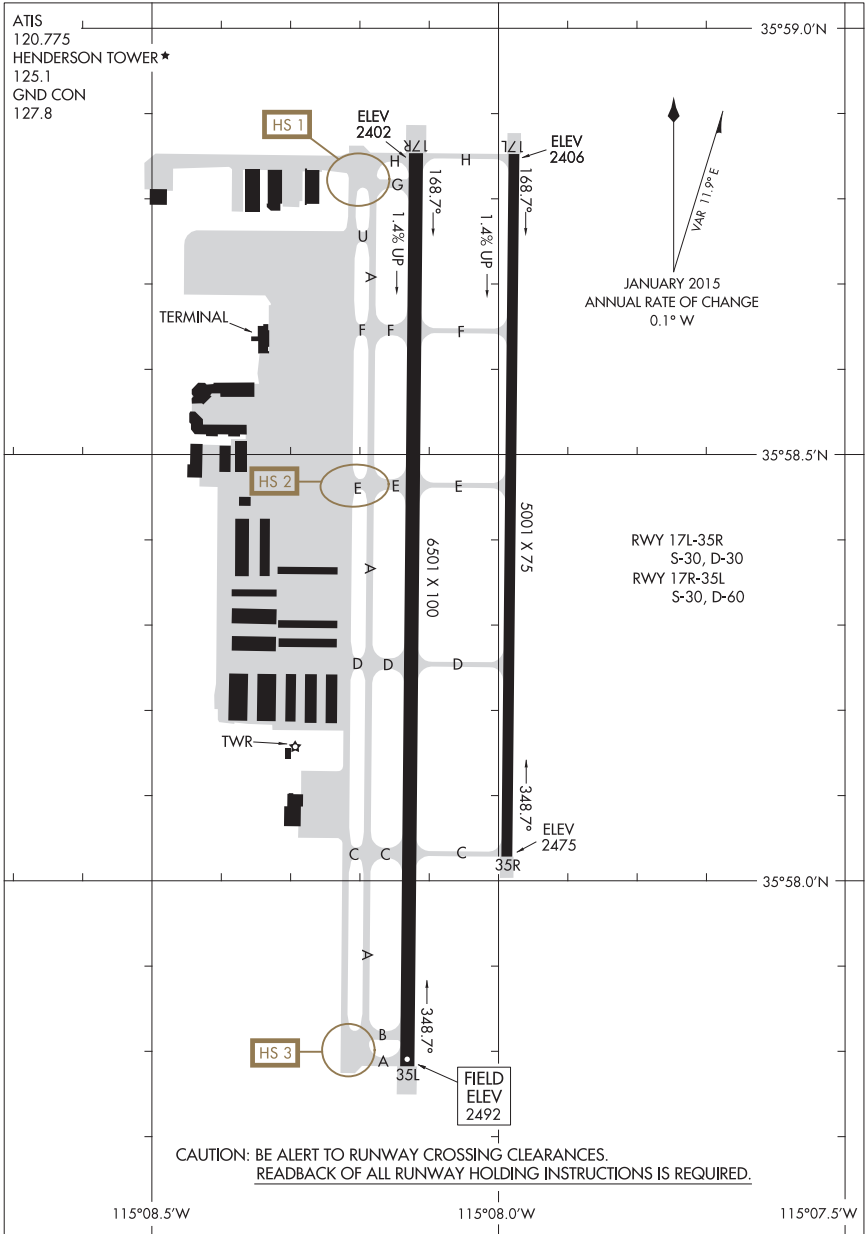 ATIS
120.775
HENDERSON TOWER★
125.1
GND CON
127.8
35°59.0'N
HS 1
ELEV
2402
17R
17L
ELEV
2406
H
H
G
168.7°
168.7°
VAR 11.9° E
U
1.4% UP
1.4% UP
A
JANUARY 2015
ANNUAL RATE OF CHANGE
0.1° W
TERMINAL
F
F
F
35°58.5'N
HS 2
E
E
E
6501 X 100
5001 X 75
RWY 17L-35R
S-30, D-30
RWY 17R-35L
S-30, D-60
A
D
D
D
TWR
348.7°
ELEV
2475
C
C
C
35R
35°58.0'N
A
348.7°
B
HS 3
A
35L
FIELD
ELEV
2492
CAUTION: BE ALERT TO RUNWAY CROSSING CLEARANCES.
READBACK OF ALL RUNWAY HOLDING INSTRUCTIONS IS REQUIRED.
115°08.5'W
115°08.0'W
115°07.5'W